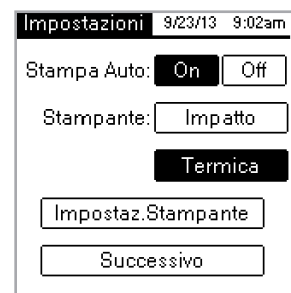 Impostazioni 9/23/13 9:02am
Stampa Auto: On Off
Stampante: Impatto
Termica
Impostaz.Stampante
Successivo